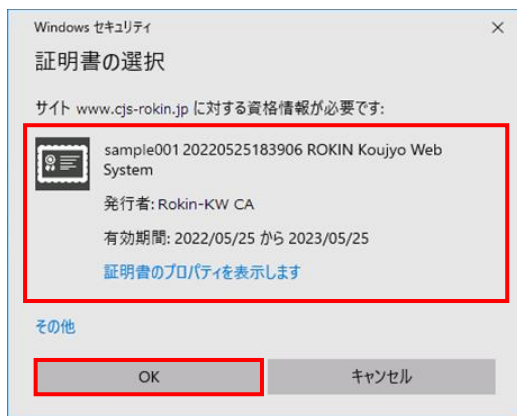 Windows セキュリティ
証明書の選択
サイト www.cjs-rokin.jp に対する資格情報が必要です:
sample001 20220525183906 ROKIN Koujyo Web
System
発行者: Rokin-KW CA
有効期間: 2022/05/25 から 2023/05/25
証明書のプロパティを表示します
その他
OK
キャンセル